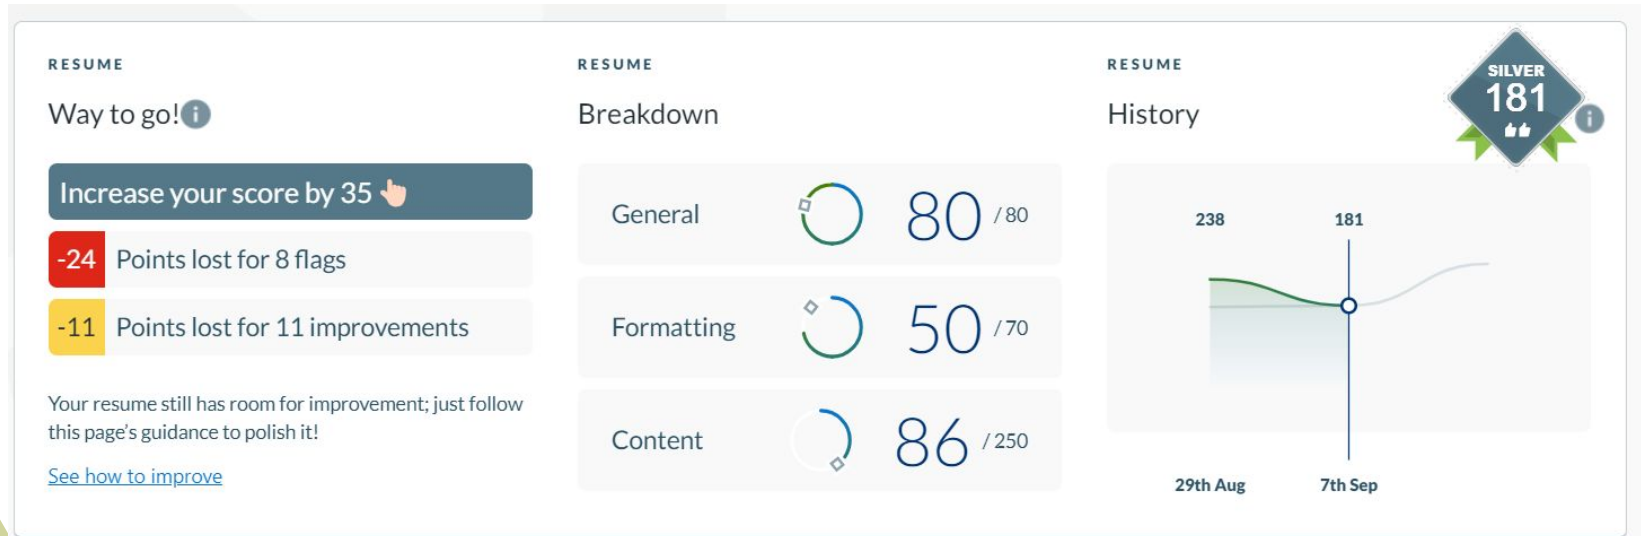 RESUME
Way to go!
Increase your score by 35
-24 Points lost for 8 flags
-11 Points lost for 11 improvements
Your resume still has room for improvement; just follow
this page's guidance to polish it!
See how to improve
RESUME
Breakdown
General 80 / 80
Formatting 50 / 70
Content 86 / 250
RESUME
History
SILVER
181
238 181
29th Aug 7th Sep